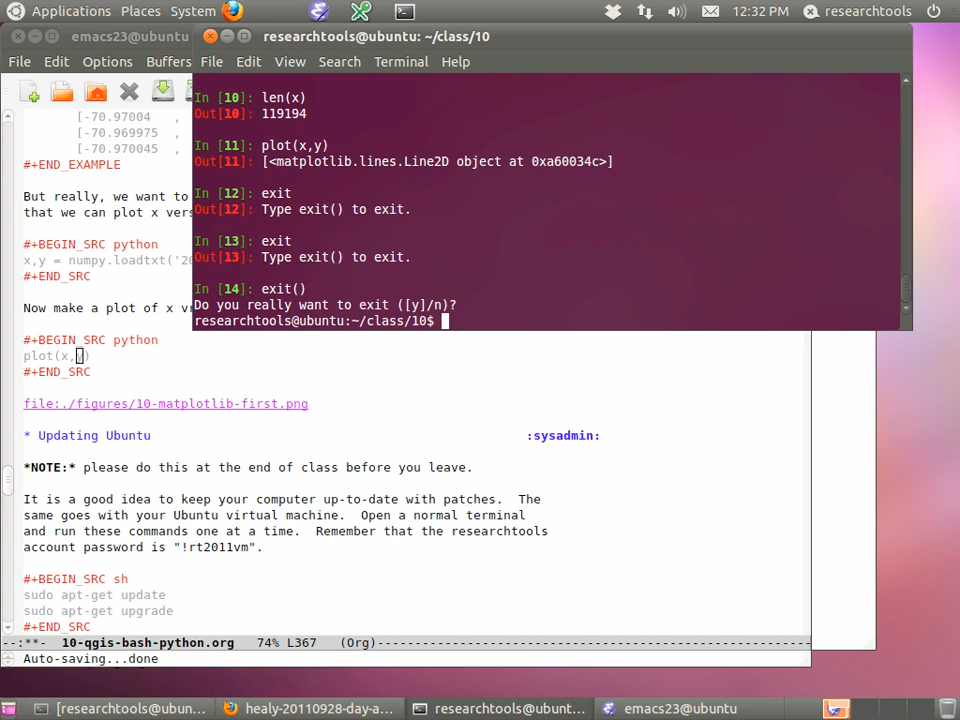 Applications Places System 12:32 PM researchtools
emacs23@ubuntu
researchtools@ubuntu: ~/class/10
File Edit Options Buffers
File Edit View Search Terminal Help
In [10]: len(x)
Out[10]: 119194
In [11]: plot(x,y)
Out[11]: [<matplotlib.lines.Line2D object at 0xa60034c>]
In [12]: exit
Out[12]: Type exit() to exit.
In [13]: exit
Out[13]: Type exit() to exit.
In [14]: exit()
Do you really want to exit ([y]/n)?
researchtools@ubuntu:~/class/10$
[-70.97004 ,
[-70.969975 ,
[-70.970045 ,
#+END_EXAMPLE
But really, we want to
that we can plot x vers
#+BEGIN_SRC python
x,y = numpy.loadtxt('20
#+END_SRC
Now make a plot of x vr
#+BEGIN_SRC python
plot(x,y)
#+END_SRC
file:./figures/10-matplotlib-first.png
* Updating Ubuntu :sysadmin:
*NOTE:* please do this at the end of class before you leave.
It is a good idea to keep your computer up-to-date with patches. The
same goes with your Ubuntu virtual machine. Open a normal terminal
and run these commands one at a time. Remember that the researchtools
account password is "!rt2011vm".
#+BEGIN_SRC sh
sudo apt-get update
sudo apt-get upgrade
#+END_SRC
--:**- 10-qgis-bash-python.org 74% L367 (Org)
Auto-saving...done
[researchtools@ubun... healy-20110928-day-a... researchtools@ubunt... emacs23@ubuntu